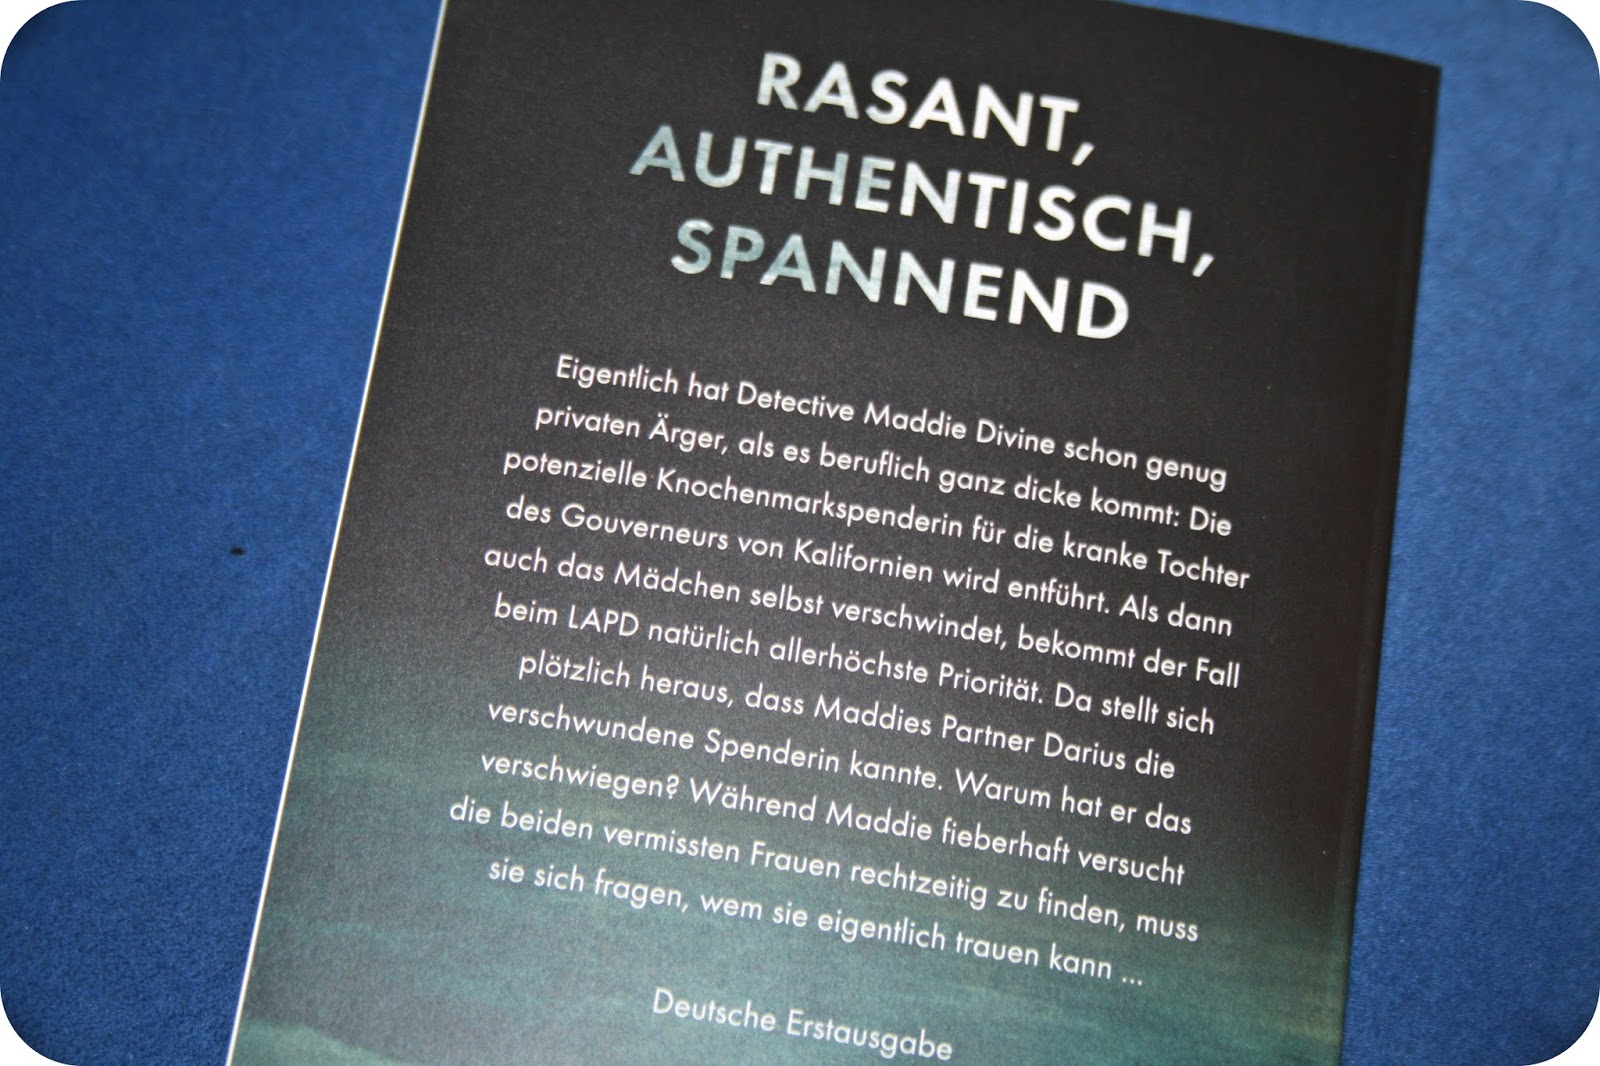 RASANT,
AUTHENTISCH,
SPANNEND
Eigentlich hat Detective Maddie Divine schon genug
privaten Ärger, als es beruflich ganz dicke kommt: Die
potenzielle Knochenmarkspenderin für die kranke Tochter
des Gouverneurs von Kalifornien wird entführt. Als dann
auch das Mädchen selbst verschwindet, bekommt der Fall
beim LAPD natürlich allerhöchste Priorität. Da stellt sich
plötzlich heraus, dass Maddies Partner Darius die
verschwundene Spenderin kannte. Warum hat er das
verschwiegen? Während Maddie fieberhaft versucht
die beiden vermissten Frauen rechtzeitig zu finden, muss
sie sich fragen, wem sie eigentlich trauen kann ...
Deutsche Erstausgabe